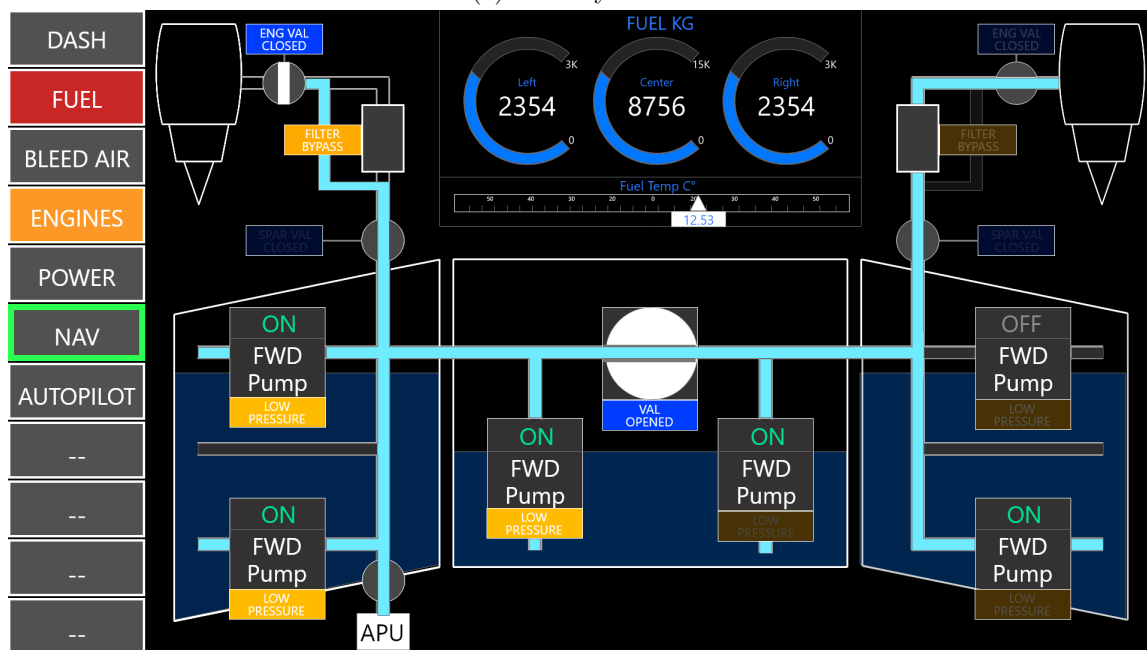 DASH
FUEL
BLEED AIR
ENGINES
POWER
NAV
AUTOPILOT
--
--
--
--
ENG VAL
CLOSED
FILTER
BYPASS
SPAR VAL
CLOSED
FUEL KG
Left
2354
3K
0
Center
8756
15K
0
Right
2354
3K
0
Fuel Temp C°
50 40 30 20 0 20 30 40 50
12.53
ENG VAL
CLOSED
FILTER
BYPASS
SPAR VAL
CLOSED
ON
FWD
Pump
LOW
PRESSURE
VAL
OPENED
OFF
FWD
Pump
LOW
PRESSURE
ON
FWD
Pump
LOW
PRESSURE
ON
FWD
Pump
LOW
PRESSURE
ON
FWD
Pump
LOW
PRESSURE
ON
FWD
Pump
LOW
PRESSURE
APU